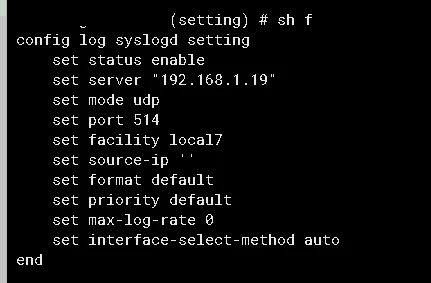 (setting) # sh f
config log syslogd setting
    set status enable
    set server "192.168.1.19"
    set mode udp
    set port 514
    set facility local7
    set source-ip ''
    set format default
    set priority default
    set max-log-rate 0
    set interface-select-method auto
end